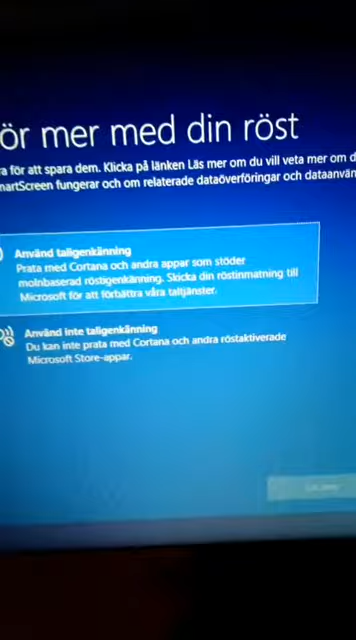 ör mer med din röst
ra för att spara dem. Klicka på länken Läs mer om du vill veta mer om d
martScreen fungerar och om relaterade dataöverföringar och dataanvän
Använd taligenkänning
Prata med Cortana och andra appar som stöder
molnbaserad röstigenkänning. Skicka din röstinmatning till
Microsoft för att förbättra våra taltjänster.
Använd inte taligenkänning
Du kan inte prata med Cortana och andra röstaktiverade
Microsoft Store-appar.